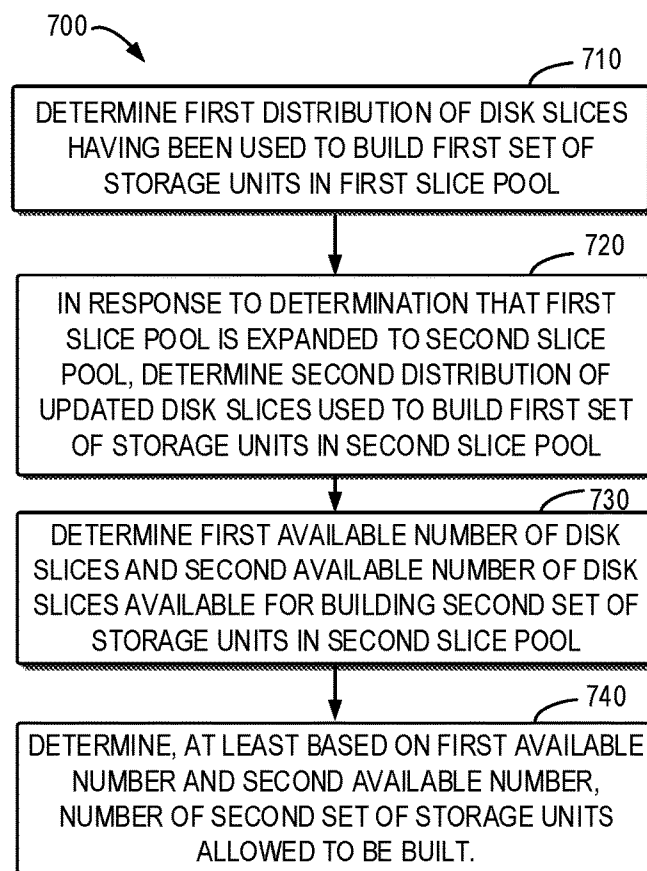 700
710
DETERMINE FIRST DISTRIBUTION OF DISK SLICES
HAVING BEEN USED TO BUILD FIRST SET OF
STORAGE UNITS IN FIRST SLICE POOL
720
IN RESPONSE TO DETERMINATION THAT FIRST
SLICE POOL IS EXPANDED TO SECOND SLICE
POOL, DETERMINE SECOND DISTRIBUTION OF
UPDATED DISK SLICES USED TO BUILD FIRST SET
OF STORAGE UNITS IN SECOND SLICE POOL
730
DETERMINE FIRST AVAILABLE NUMBER OF DISK
SLICES AND SECOND AVAILABLE NUMBER OF DISK
SLICES AVAILABLE FOR BUILDING SECOND SET OF
STORAGE UNITS IN SECOND SLICE POOL
740
DETERMINE, AT LEAST BASED ON FIRST AVAILABLE
NUMBER AND SECOND AVAILABLE NUMBER,
NUMBER OF SECOND SET OF STORAGE UNITS
ALLOWED TO BE BUILT.